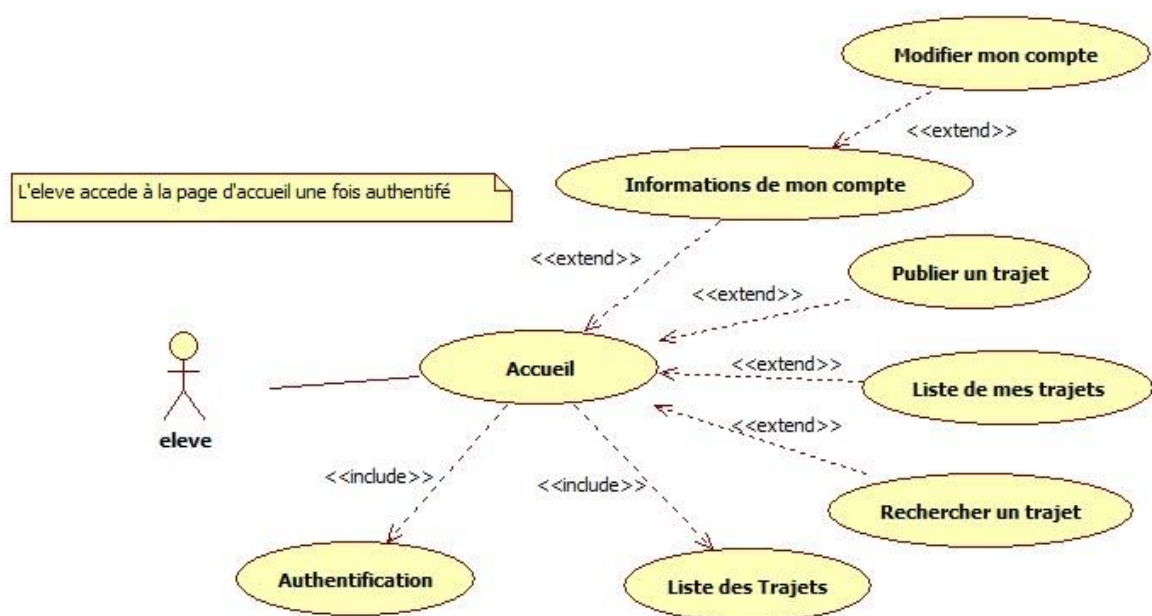 Modifier mon compte
<<extend>>
L'eleve accede à la page d'accueil une fois authentifé
Informations de mon compte
<<extend>>
Publier un trajet
<<extend>>
Accueil
<<extend>>
Liste de mes trajets
<<extend>>
eleve
<<include>>
<<include>>
Rechercher un trajet
Authentification
Liste des Trajets